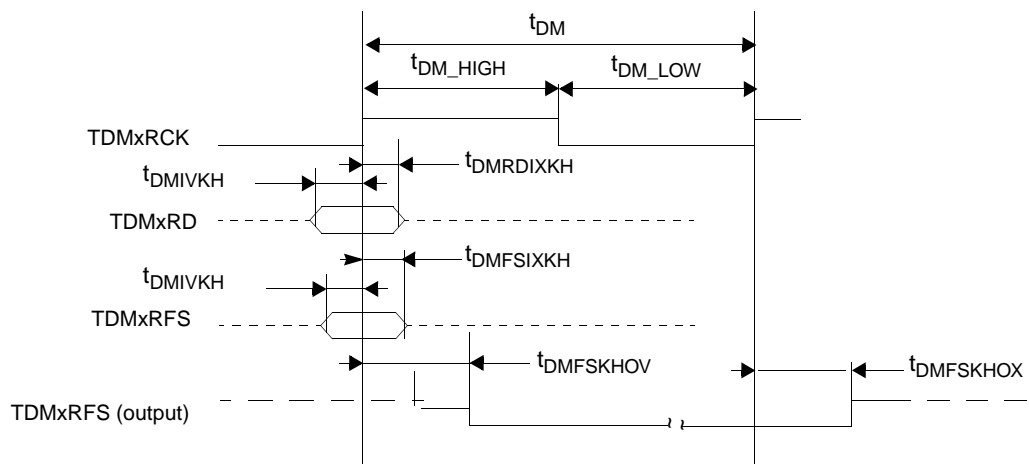 tDM
tDM_HIGH
tDM_LOW
TDMxRCK
tDMRDIXKH
tDMIVKH
TDMxRD
tDMFSIXKH
tDMIVKH
TDMxRFS
tDMFSKHOV
tDMFSKHOX
TDMxRFS (output)